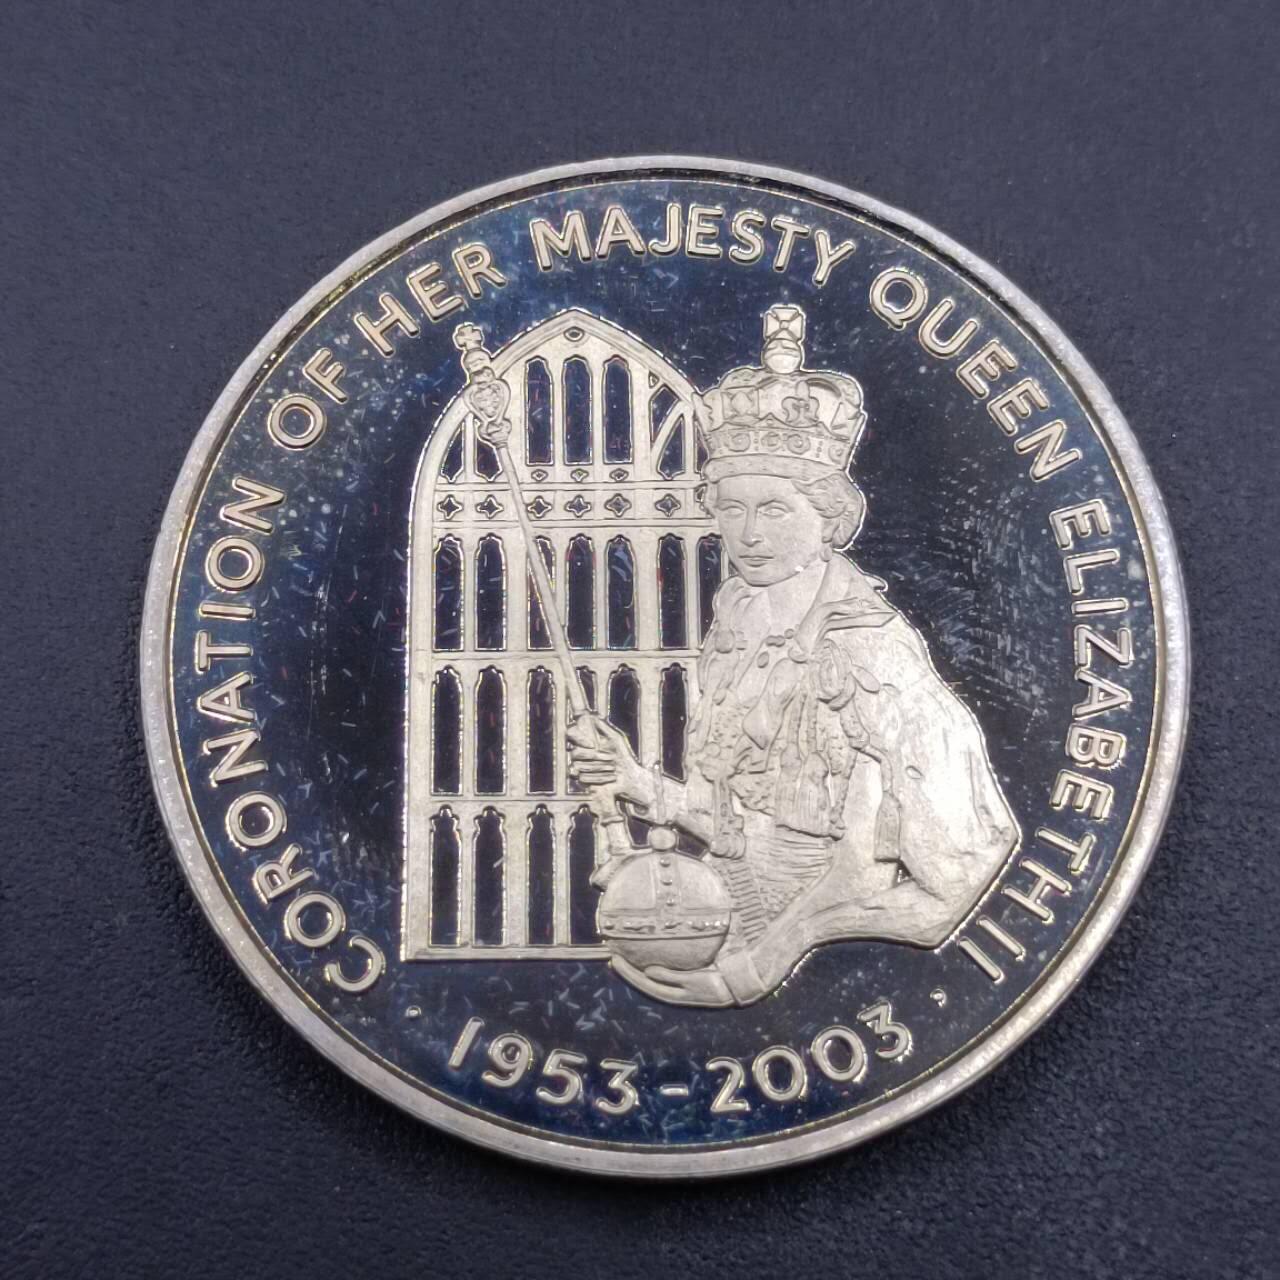 CORONATION OF HER MAJESTY QUEEN ELIZABETH II
· 1953-2003 ·